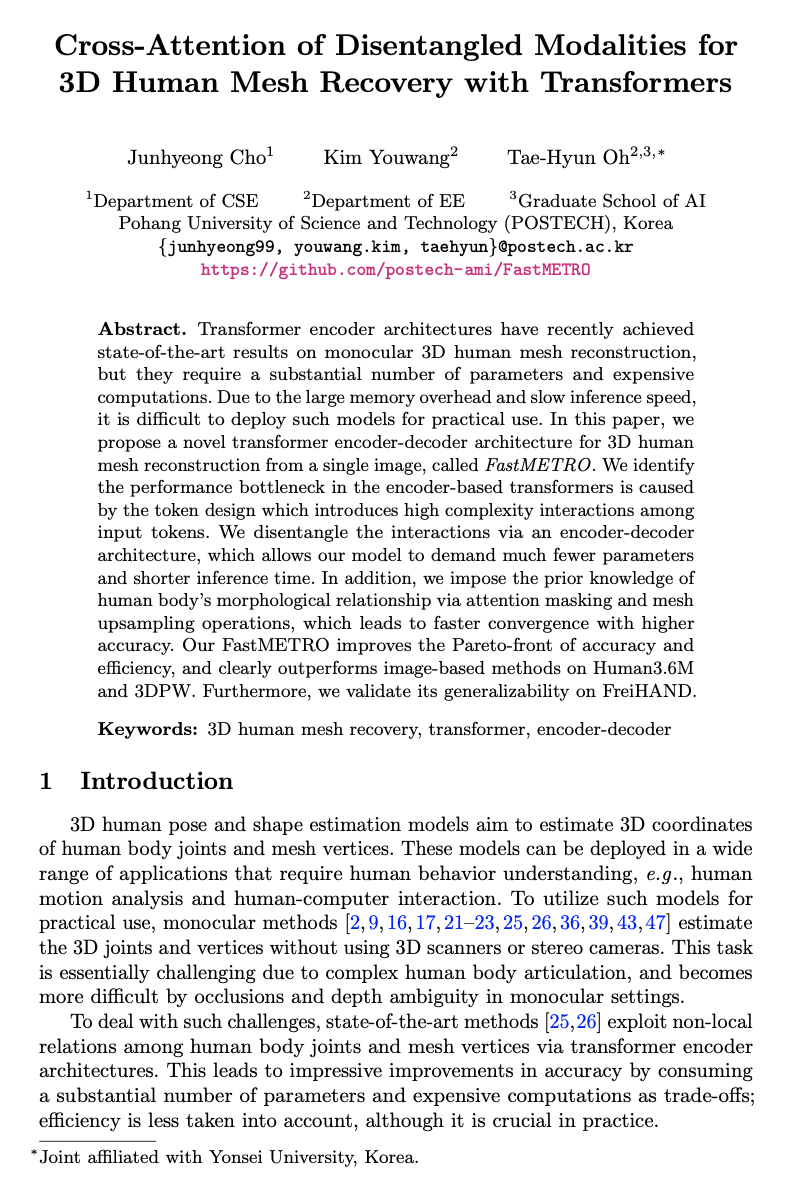 Cross-Attention of Disentangled Modalities for
3D Human Mesh Recovery with Transformers
Junhyeong Cho1 Kim Youwang2 Tae-Hyun Oh2,3,*
1Department of CSE 2Department of EE 3Graduate School of AI
Pohang University of Science and Technology (POSTECH), Korea
{junhyeong99, youwang.kim, taehyun}@postech.ac.kr
https://github.com/postech-ami/FastMETRO
Abstract. Transformer encoder architectures have recently achieved
state-of-the-art results on monocular 3D human mesh reconstruction,
but they require a substantial number of parameters and expensive
computations. Due to the large memory overhead and slow inference speed,
it is difficult to deploy such models for practical use. In this paper, we
propose a novel transformer encoder-decoder architecture for 3D human
mesh reconstruction from a single image, called FastMETRO. We identify
the performance bottleneck in the encoder-based transformers is caused
by the token design which introduces high complexity interactions among
input tokens. We disentangle the interactions via an encoder-decoder
architecture, which allows our model to demand much fewer parameters
and shorter inference time. In addition, we impose the prior knowledge of
human body's morphological relationship via attention masking and mesh
upsampling operations, which leads to faster convergence with higher
accuracy. Our FastMETRO improves the Pareto-front of accuracy and
efficiency, and clearly outperforms image-based methods on Human3.6M
and 3DPW. Furthermore, we validate its generalizability on FreiHAND.
Keywords: 3D human mesh recovery, transformer, encoder-decoder
1 Introduction
3D human pose and shape estimation models aim to estimate 3D coordinates
of human body joints and mesh vertices. These models can be deployed in a wide
range of applications that require human behavior understanding, e.g., human
motion analysis and human-computer interaction. To utilize such models for
practical use, monocular methods [2,9,16,17,21–23,25,26,36,39,43,47] estimate
the 3D joints and vertices without using 3D scanners or stereo cameras. This task
is essentially challenging due to complex human body articulation, and becomes
more difficult by occlusions and depth ambiguity in monocular settings.
To deal with such challenges, state-of-the-art methods [25,26] exploit non-local
relations among human body joints and mesh vertices via transformer encoder
architectures. This leads to impressive improvements in accuracy by consuming
a substantial number of parameters and expensive computations as trade-offs;
efficiency is less taken into account, although it is crucial in practice.
*Joint affiliated with Yonsei University, Korea.